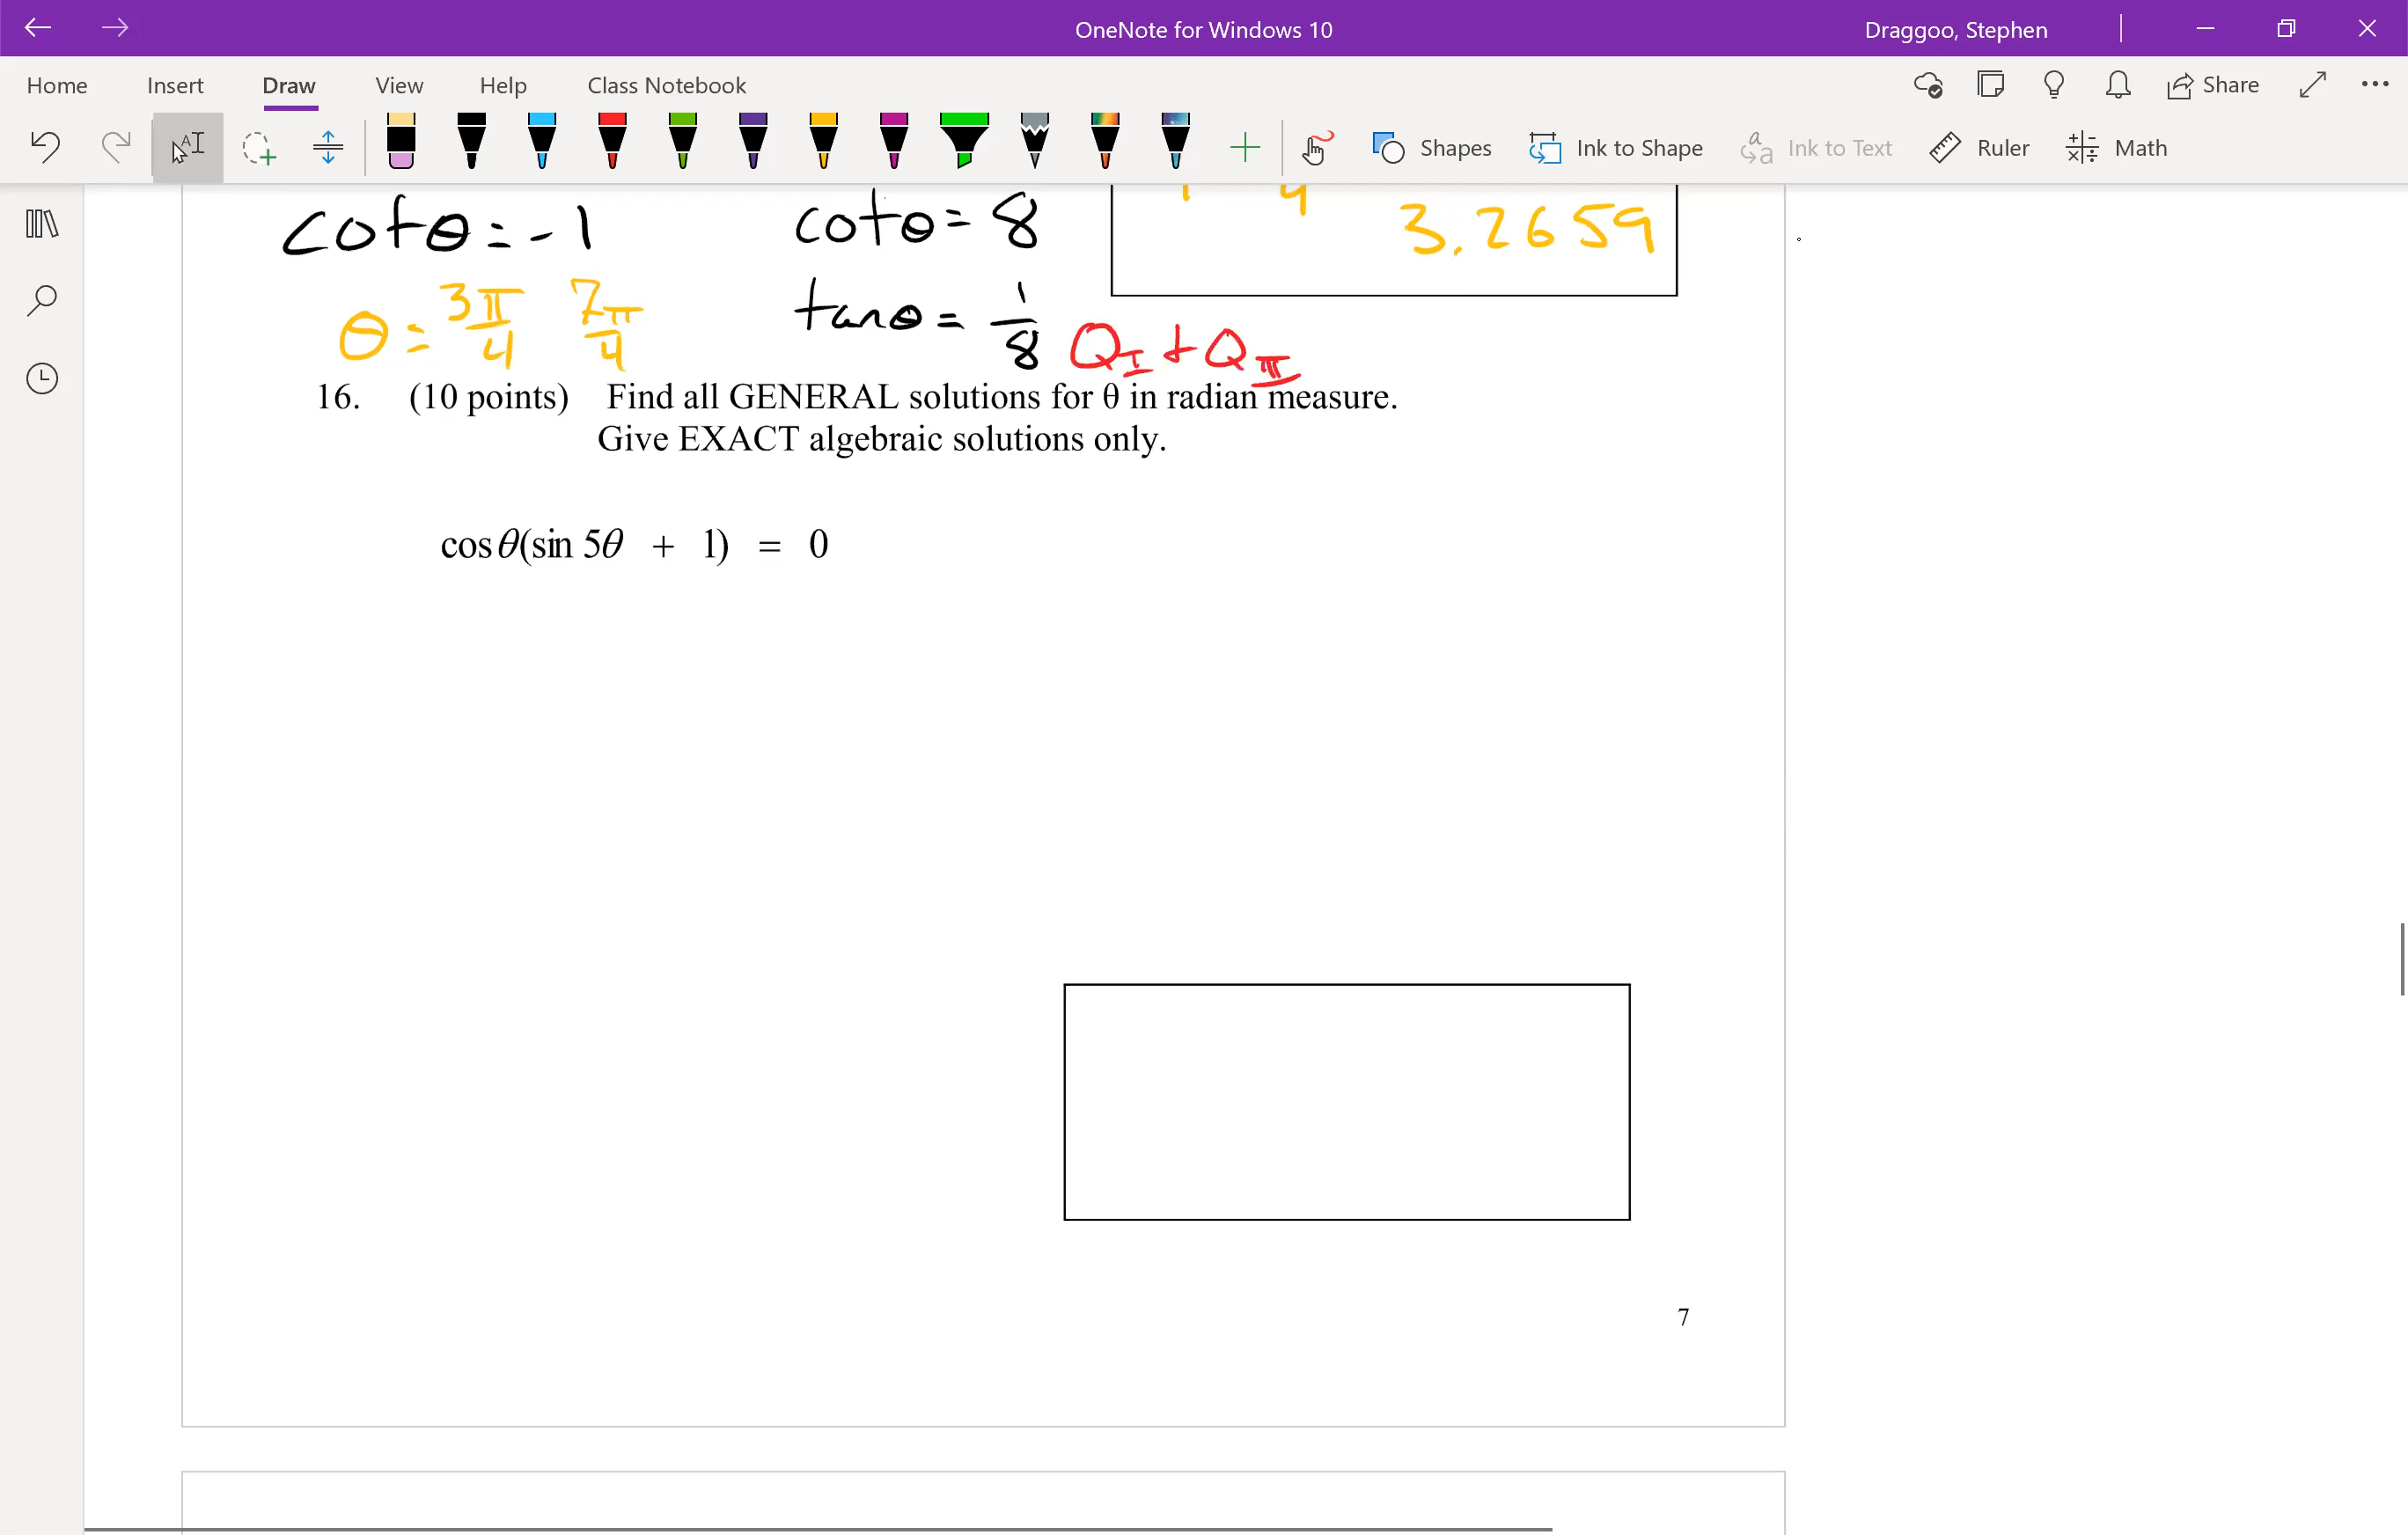 OneNote for Windows 10
Draggoo, Stephen
Home Insert Draw View Help Class Notebook Share
Shapes Ink to Shape Ink to Text Ruler Math
cotθ = -1 cotθ = 8 3.2659
θ = 3π/4 7π/4 tanθ = 1/8 QI + QIII
16. (10 points) Find all GENERAL solutions for θ in radian measure.
Give EXACT algebraic solutions only.
cos θ(sin 5θ + 1) = 0
7